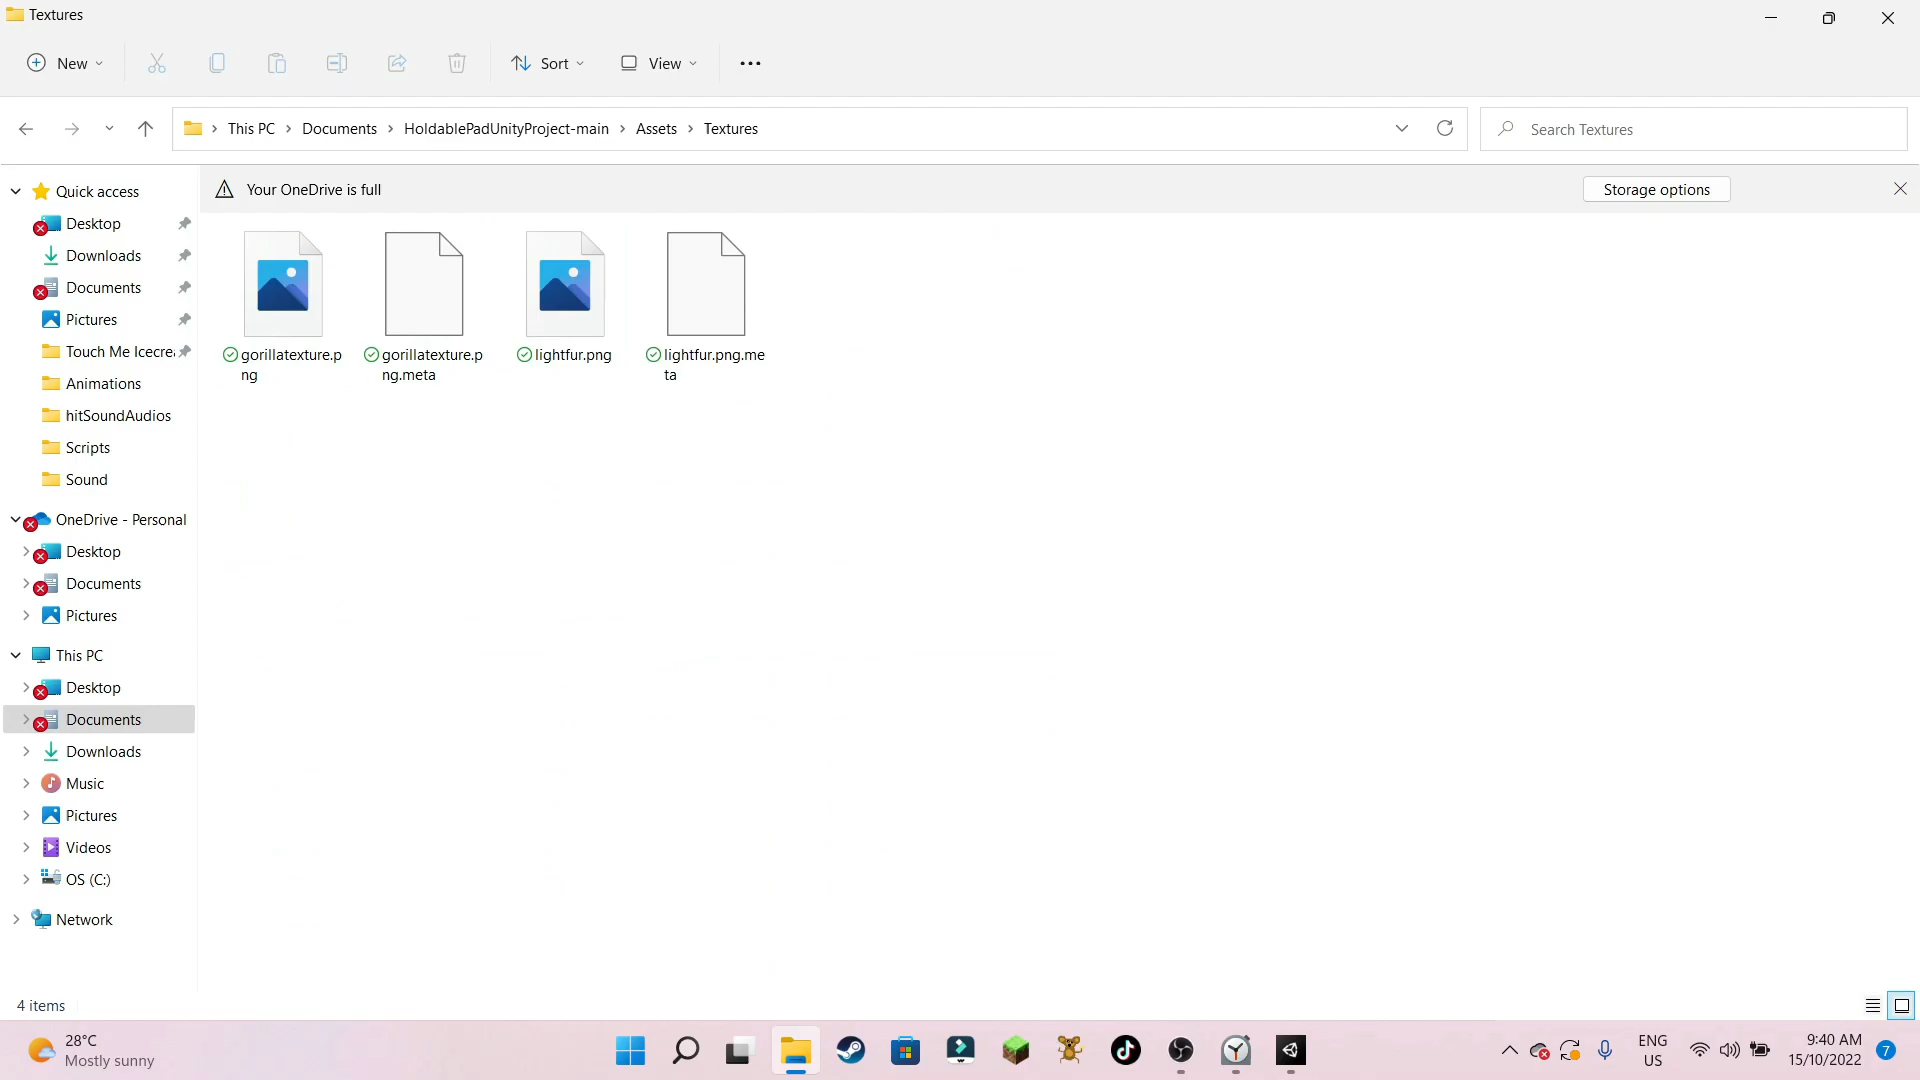 Textures
New
Sort
View
This PC
Documents
HoldablePadUnityProject-main
Assets
Textures
Search Textures
Your OneDrive is full
Storage options
Quick access
Desktop
Downloads
Documents
Pictures
Touch Me Icecre
Animations
hitSoundAudios
Scripts
Sound
OneDrive - Personal
Desktop
Documents
Pictures
This PC
Desktop
Documents
Downloads
Music
Pictures
Videos
OS (C:)
Network
gorillatexture.p
ng
gorillatexture.p
ng.meta
lightfur.png
lightfur.png.me
ta
4 items
28°C
Mostly sunny
ENG
US
9:40 AM
15/10/2022
7